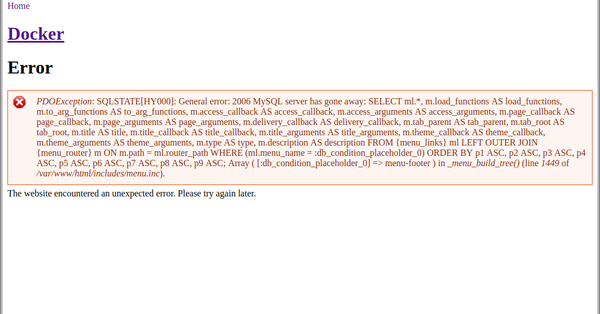 Home
Docker
Error
PDOException: SQLSTATE[HY000]: General error: 2006 MySQL server has gone away: SELECT ml.*, m.load_functions AS load_functions,
m.to_arg_functions AS to_arg_functions, m.access_callback AS access_callback, m.access_arguments AS access_arguments, m.page_callback AS
page_callback, m.page_arguments AS page_arguments, m.delivery_callback AS delivery_callback, m.tab_parent AS tab_parent, m.tab_root AS
tab_root, m.title AS title, m.title_callback AS title_callback, m.title_arguments AS title_arguments, m.theme_callback AS theme_callback,
m.theme_arguments AS theme_arguments, m.type AS type, m.description AS description FROM {menu_links} ml LEFT OUTER JOIN
{menu_router} m ON m.path = ml.router_path WHERE (ml.menu_name = :db_condition_placeholder_0) ORDER BY p1 ASC, p2 ASC, p3 ASC, p4
ASC, p5 ASC, p6 ASC, p7 ASC, p8 ASC, p9 ASC; Array ( [:db_condition_placeholder_0] => menu-footer ) in _menu_build_tree() (line 1449 of
/var/www/html/includes/menu.inc).
The website encountered an unexpected error. Please try again later.